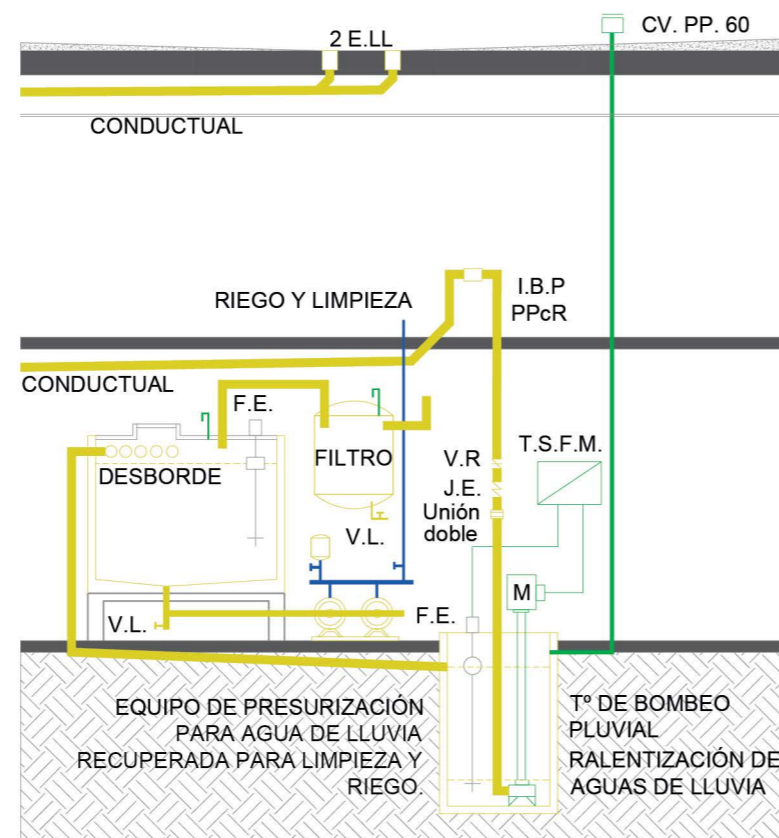 2 E.LL
CV. PP. 60
CONDUCTUAL
RIEGO Y LIMPIEZA
I.B.P
PPcR
CONDUCTUAL
F.E.
DESBORDE
FILTRO
V.R
J.E.
Unión
doble
T.S.F.M.
V.L.
M
V.L.
F.E.
EQUIPO DE PRESURIZACIÓN
PARA AGUA DE LLUVIA
RECUPERADA PARA LIMPIEZA Y
RIEGO.
Tº DE BOMBEO
PLUVIAL
RALENTIZACIÓN DE
AGUAS DE LLUVIA